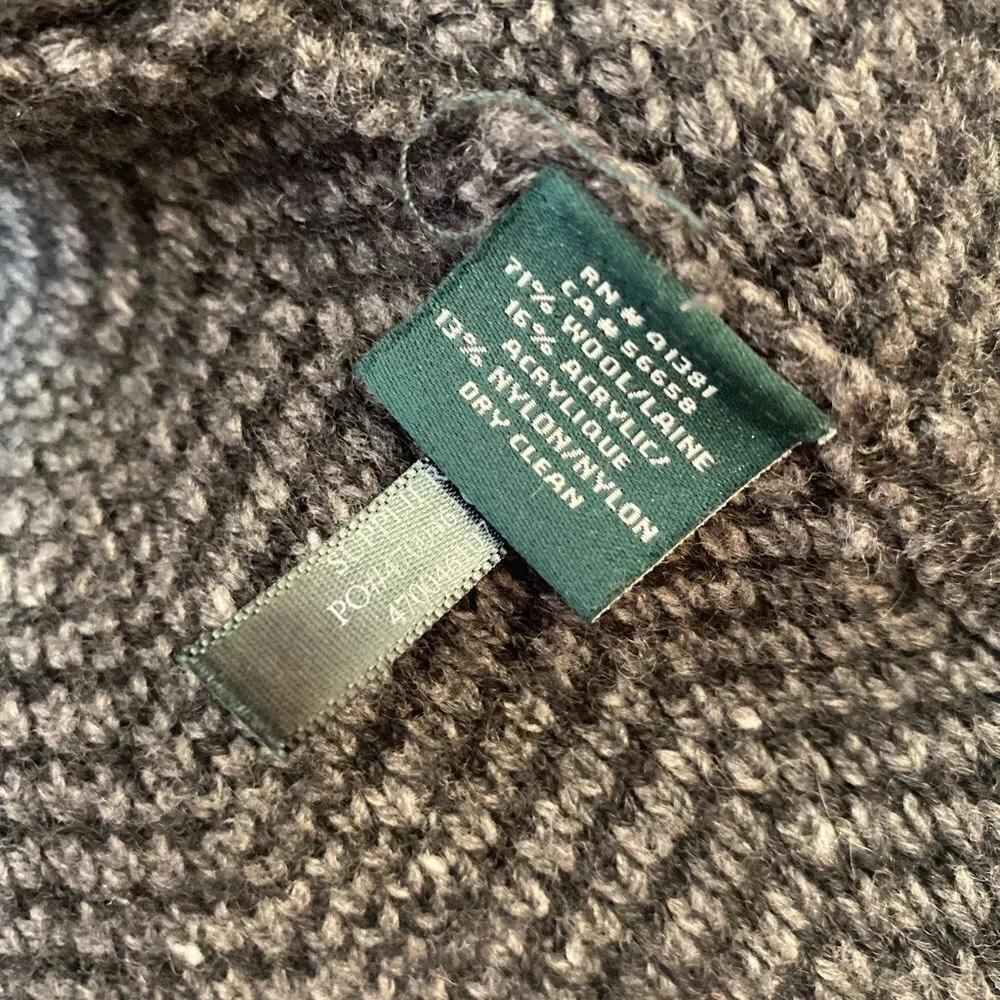 RN# 41381
CA# 56658
71% WOOL/LAINE
16% ACRYLIC/
ACRYLIQUE
13% NYLON/NYLON
DRY CLEAN